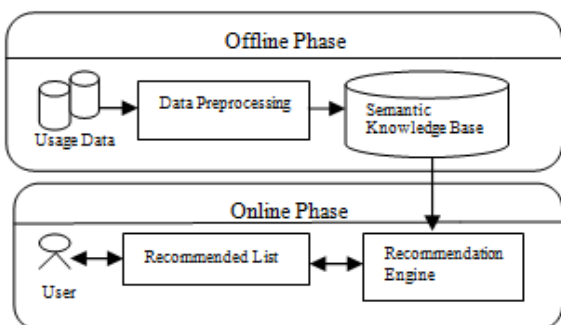 Offline Phase
Data Preprocessing
Semantic
Knowledge Base
Usage Data
Online Phase
Recommended List
Recommendation
Engine
User